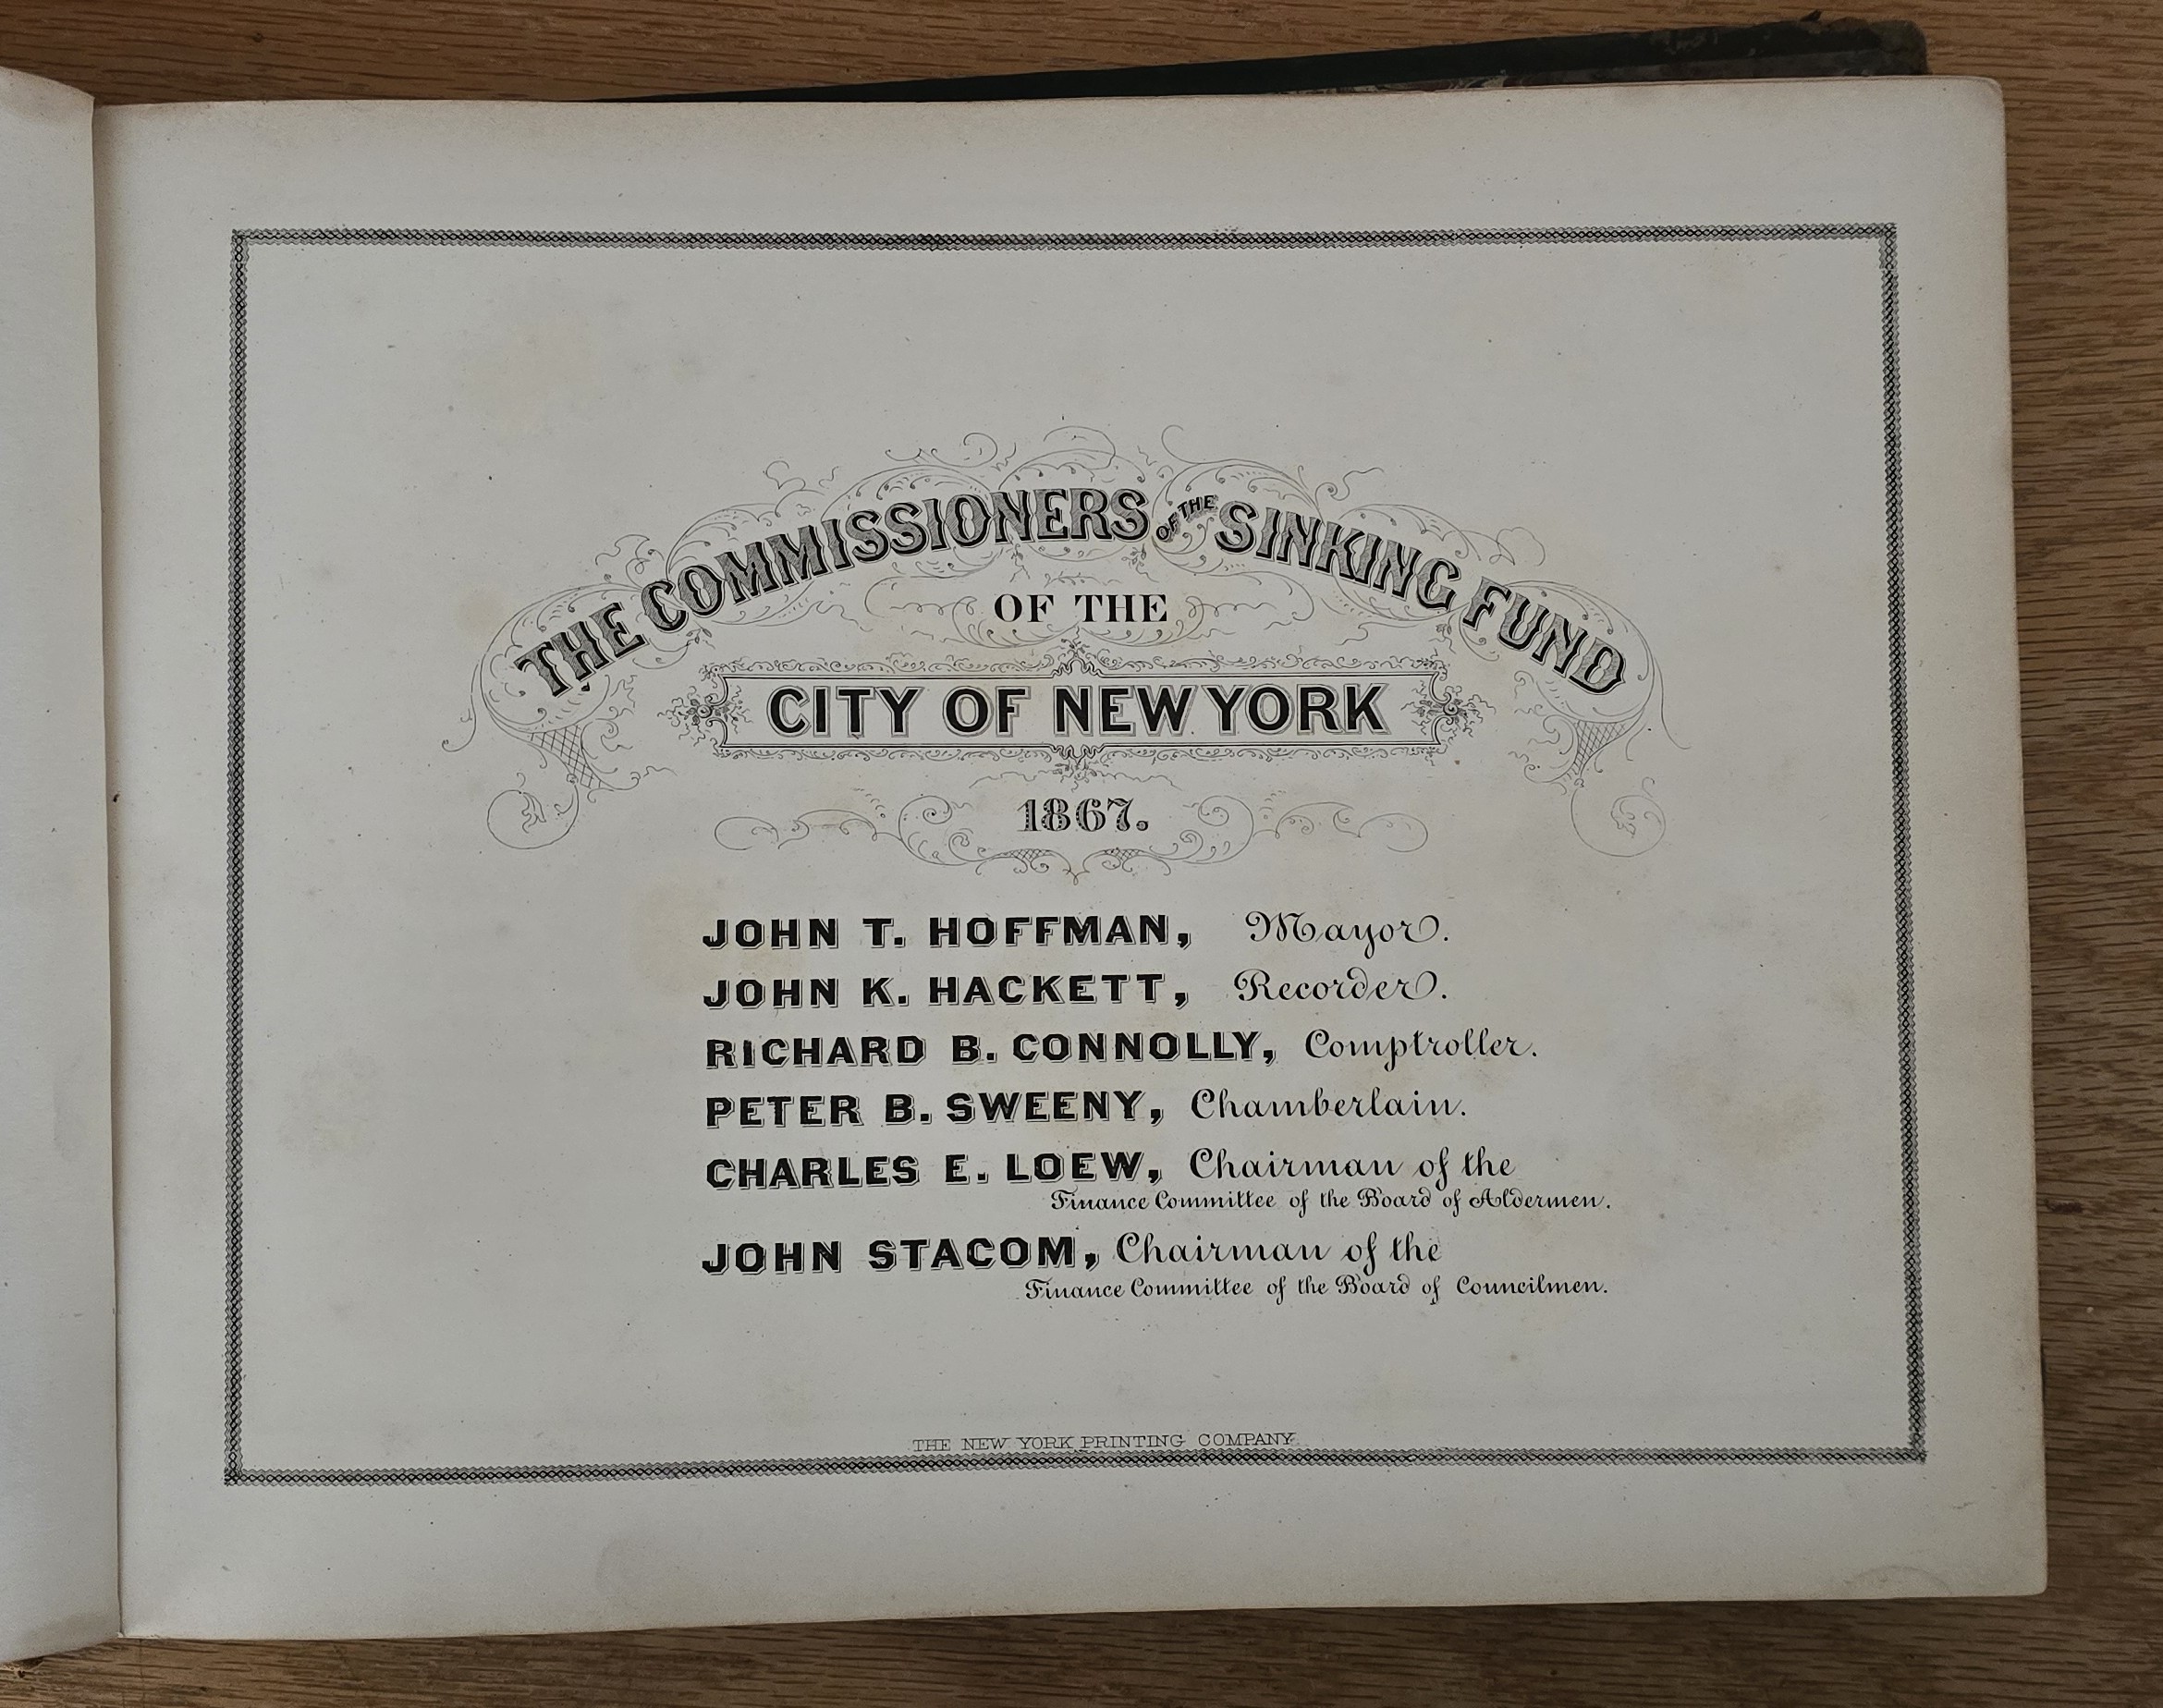 THE COMMISSIONERS OF THE SINKING FUND
OF THE
CITY OF NEW YORK
1867.
JOHN T. HOFFMAN, Mayor.
JOHN K. HACKETT, Recorder.
RICHARD B. CONNOLLY, Comptroller.
PETER B. SWEENY, Chamberlain.
CHARLES E. LOEW, Chairman of the
Finance Committee of the Board of Aldermen.
JOHN STACOM, Chairman of the
Finance Committee of the Board of Councilmen.
THE NEW YORK PRINTING COMPANY.